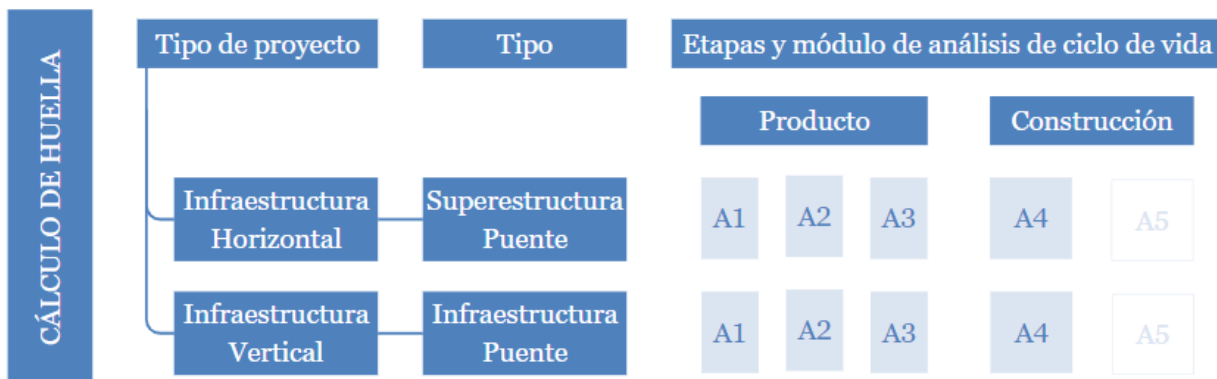 CÁLCULO DE HUELLA
Tipo de proyecto
Tipo
Etapas y módulo de análisis de ciclo de vida
Producto
Construcción
Infraestructura
Horizontal
Superestructura
Puente
A1
A2
A3
A4
A5
Infraestructura
Vertical
Infraestructura
Puente
A1
A2
A3
A4
A5